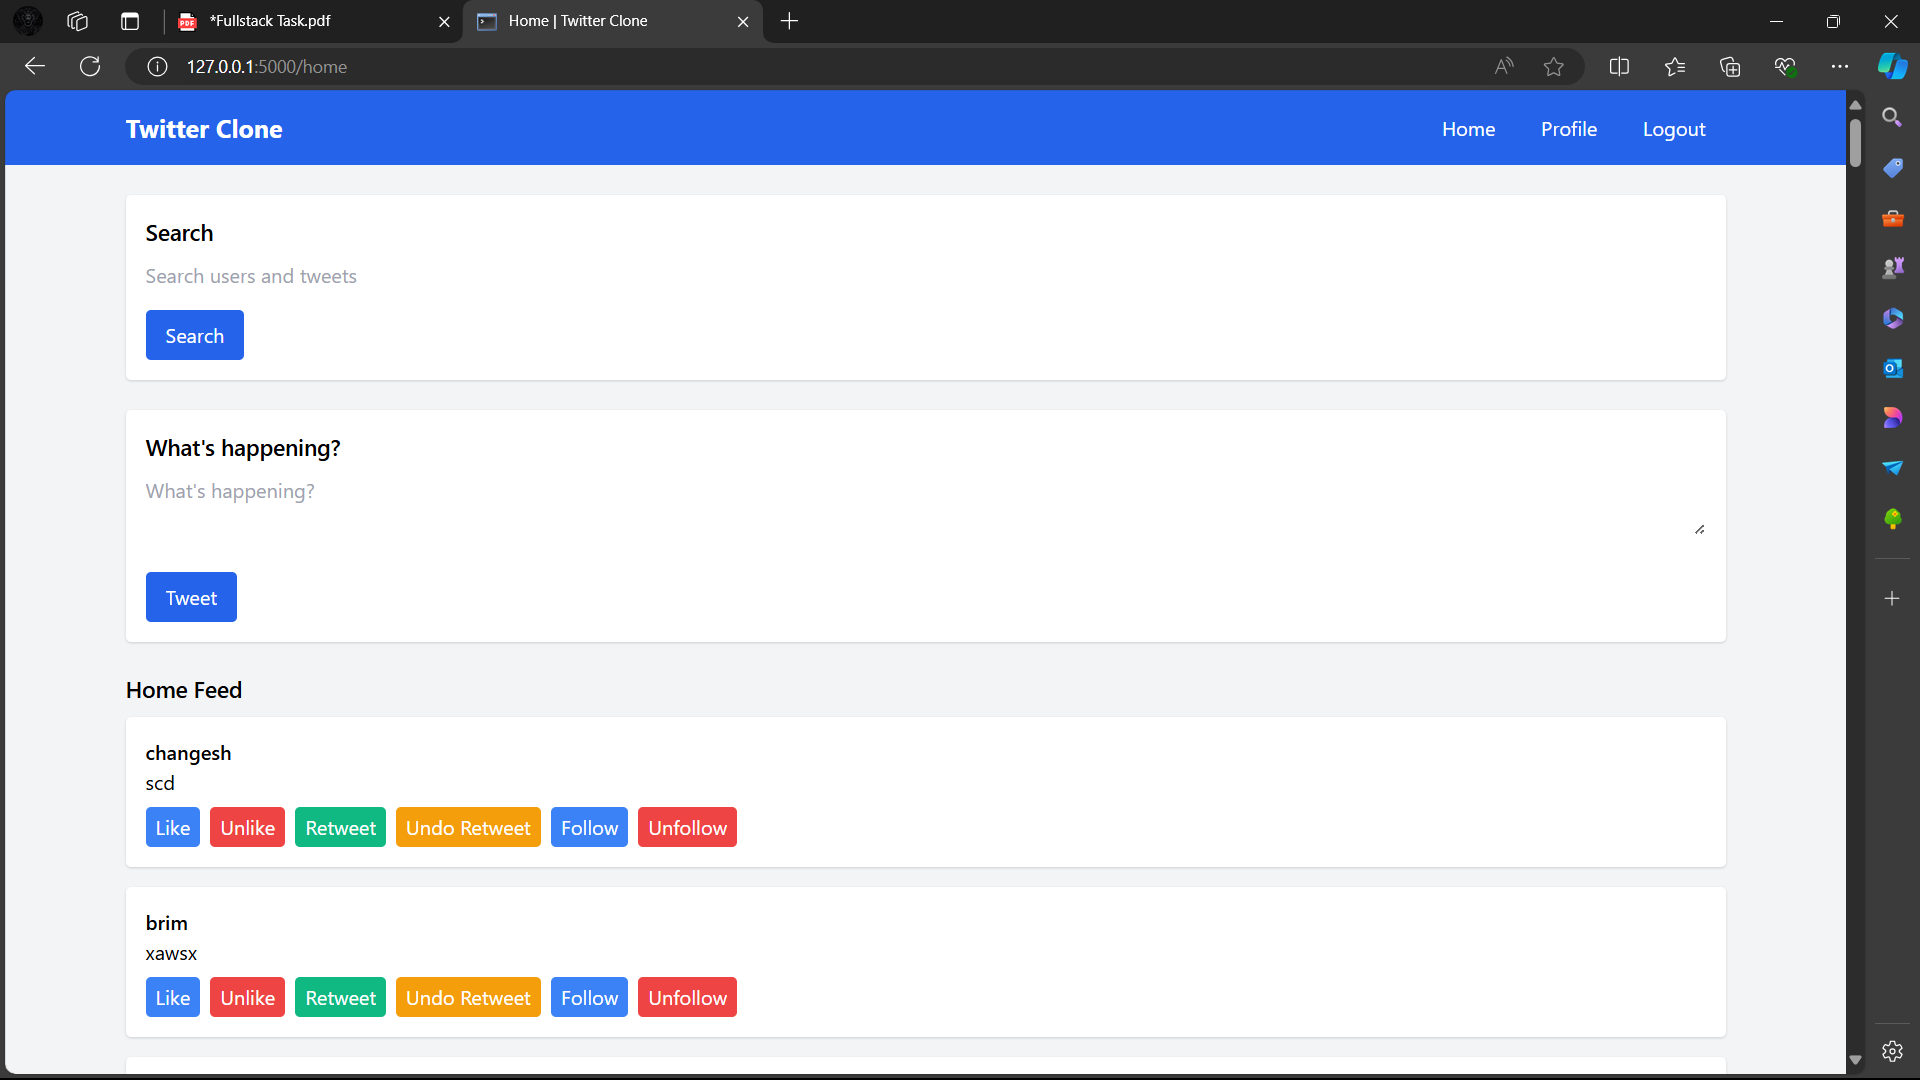 *Fullstack Task.pdf
Home | Twitter Clone
127.0.0.1:5000/home
Twitter Clone
Home Profile Logout
Search
Search users and tweets
Search
What's happening?
What's happening?
Tweet
Home Feed
changesh
scd
Like Unlike Retweet Undo Retweet Follow Unfollow
brim
xawsx
Like Unlike Retweet Undo Retweet Follow Unfollow